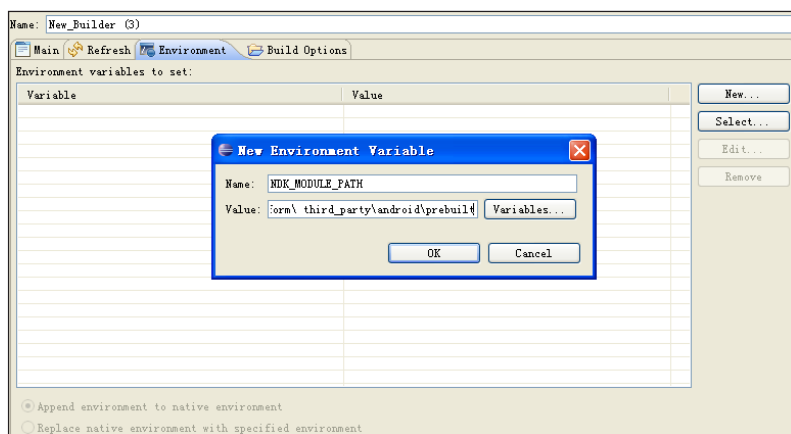 Name: New_Builder (3)
Main Refresh Environment Build Options
Environment variables to set:
Variable Value
New...
Select...
Edit...
Remove
New Environment Variable
Name: NDK_MODULE_PATH
Value: form\ third_party\android\prebuilt Variables...
OK Cancel
Append environment to native environment
Replace native environment with specified environment